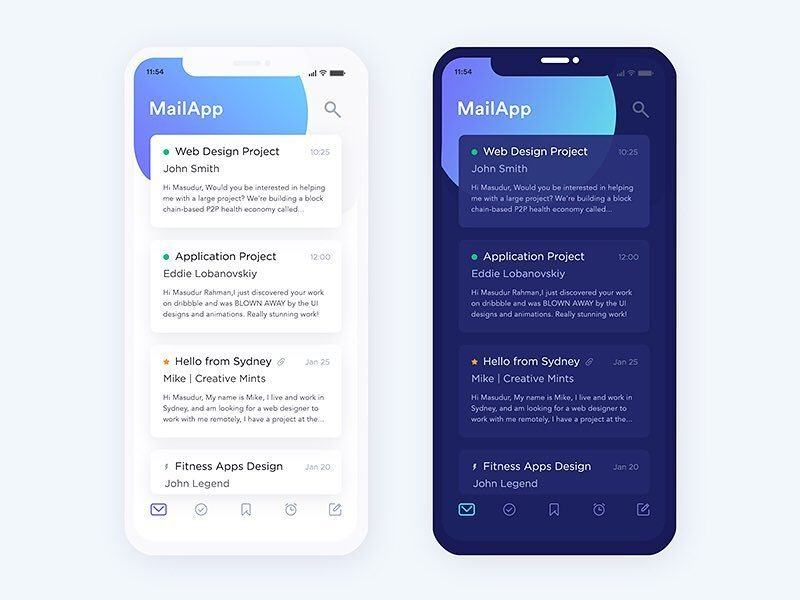 11:54
MailApp
Web Design Project 10:25
John Smith
Hi Masudur, Would you be interested in helping
me with a large project? We're building a block
chain-based P2P health economy called...
Application Project 12:00
Eddie Lobanovskiy
Hi Masudur Rahman,I just discovered your work
on dribbble and was BLOWN AWAY by the UI
designs and animations. Really stunning work!
Hello from Sydney Jan 25
Mike | Creative Mints
Hi Masudur, My name is Mike, I live and work in
Sydney, and am looking for a web designer to
work with me remotely, I have a project at the...
Fitness Apps Design Jan 20
John Legend
11:54
MailApp
Web Design Project 10:25
John Smith
Hi Masudur, Would you be interested in helping
me with a large project? We're building a block
chain-based P2P health economy called...
Application Project 12:00
Eddie Lobanovskiy
Hi Masudur Rahman,I just discovered your work
on dribbble and was BLOWN AWAY by the UI
designs and animations. Really stunning work!
Hello from Sydney Jan 25
Mike | Creative Mints
Hi Masudur, My name is Mike, I live and work in
Sydney, and am looking for a web designer to
work with me remotely, I have a project at the...
Fitness Apps Design Jan 20
John Legend